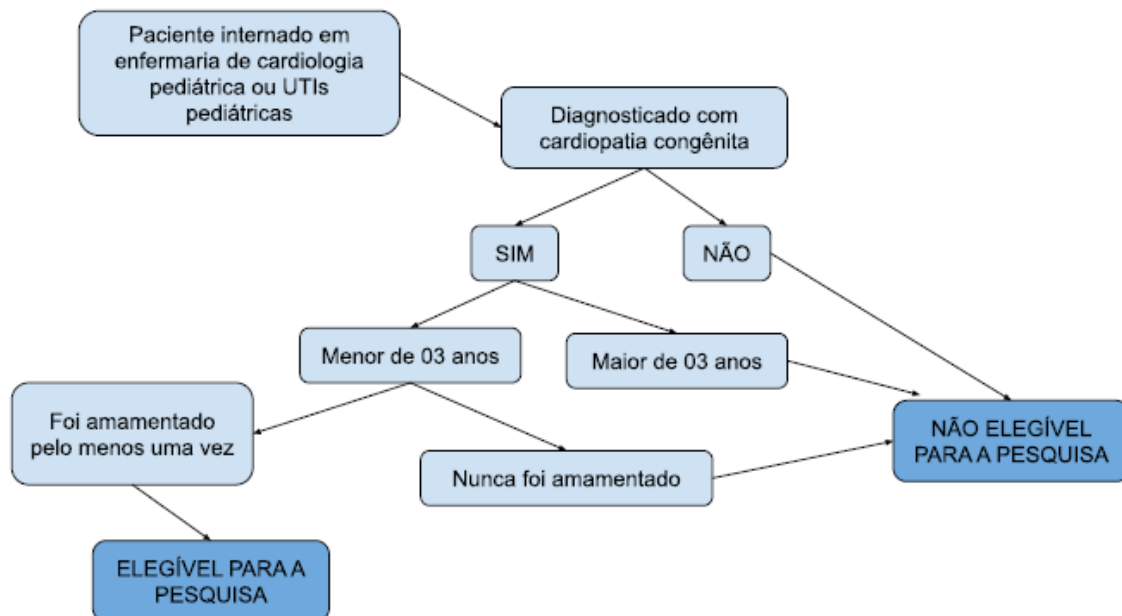 Paciente internado em
enfermaria de cardiologia
pediátrica ou UTIs
pediátricas
Diagnosticado com
cardiopatia congênita
SIM
NÃO
Menor de 03 anos
Maior de 03 anos
Foi amamentado
pelo menos uma vez
Nunca foi amamentado
NÃO ELEGÍVEL
PARA A PESQUISA
ELEGÍVEL PARA A
PESQUISA